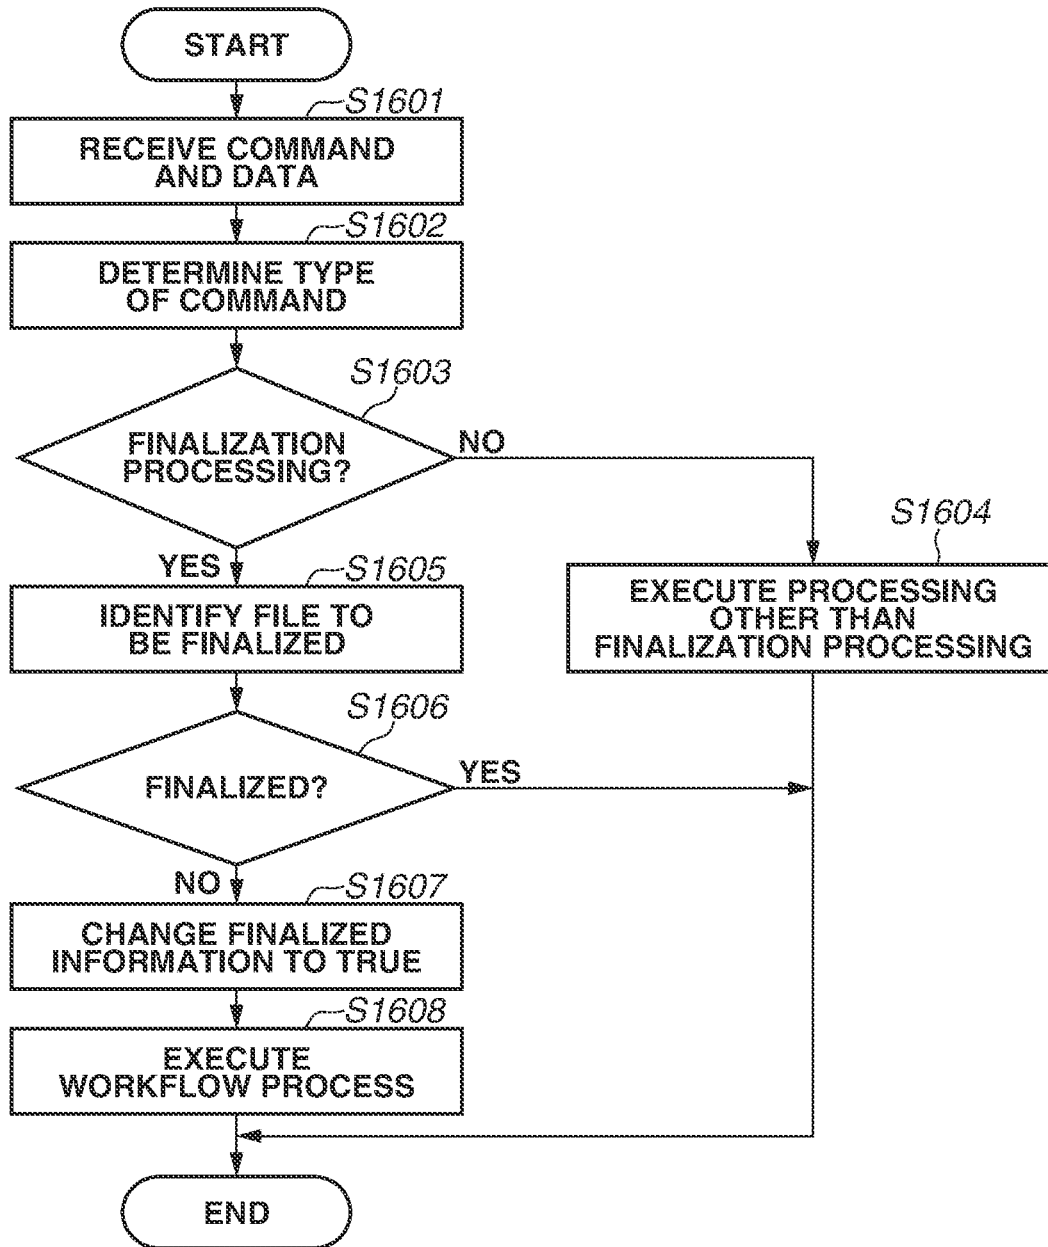 START
S1601
RECEIVE COMMAND
AND DATA
S1602
DETERMINE TYPE
OF COMMAND
S1603
FINALIZATION
PROCESSING?
NO
YES
S1604
EXECUTE PROCESSING
OTHER THAN
FINALIZATION PROCESSING
S1605
IDENTIFY FILE TO
BE FINALIZED
S1606
FINALIZED?
YES
NO
S1607
CHANGE FINALIZED
INFORMATION TO TRUE
S1608
EXECUTE
WORKFLOW PROCESS
END